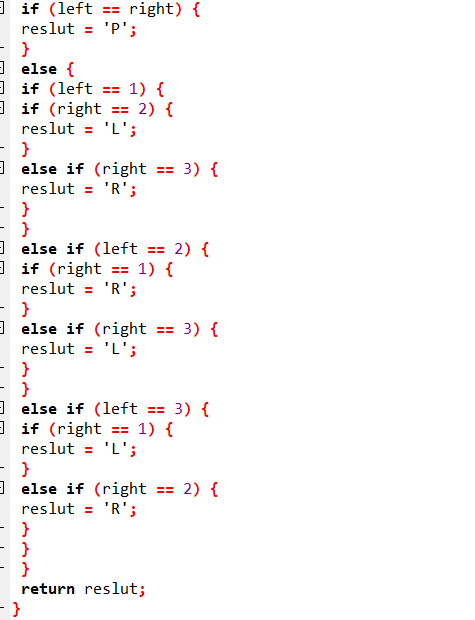 if (left == right) {
reslut = 'P';
}
else {
if (left == 1) {
if (right == 2) {
reslut = 'L';
}
else if (right == 3) {
reslut = 'R';
}
}
else if (left == 2) {
if (right == 1) {
reslut = 'R';
}
else if (right == 3) {
reslut = 'L';
}
}
else if (left == 3) {
if (right == 1) {
reslut = 'L';
}
else if (right == 2) {
reslut = 'R';
}
}
}
return reslut;
}